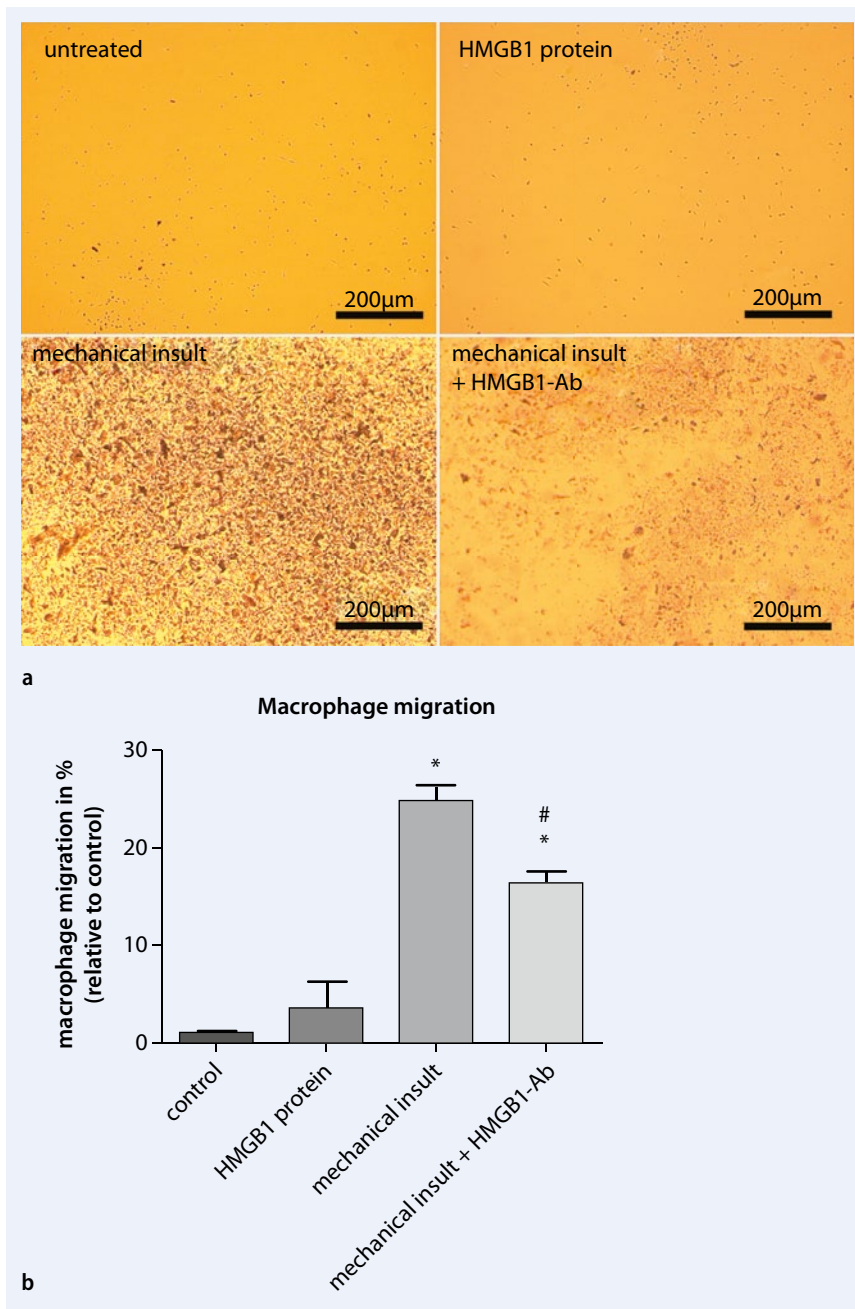 untreated
HMGB1 protein
200µm
200µm
mechanical insult
mechanical insult
+ HMGB1-Ab
200µm
200µm
a
Macrophage migration
macrophage migration in %
(relative to control)
30
20
10
0
*
#
*
control
HMGB1 protein
mechanical insult
mechanical insult + HMGB1-Ab
b